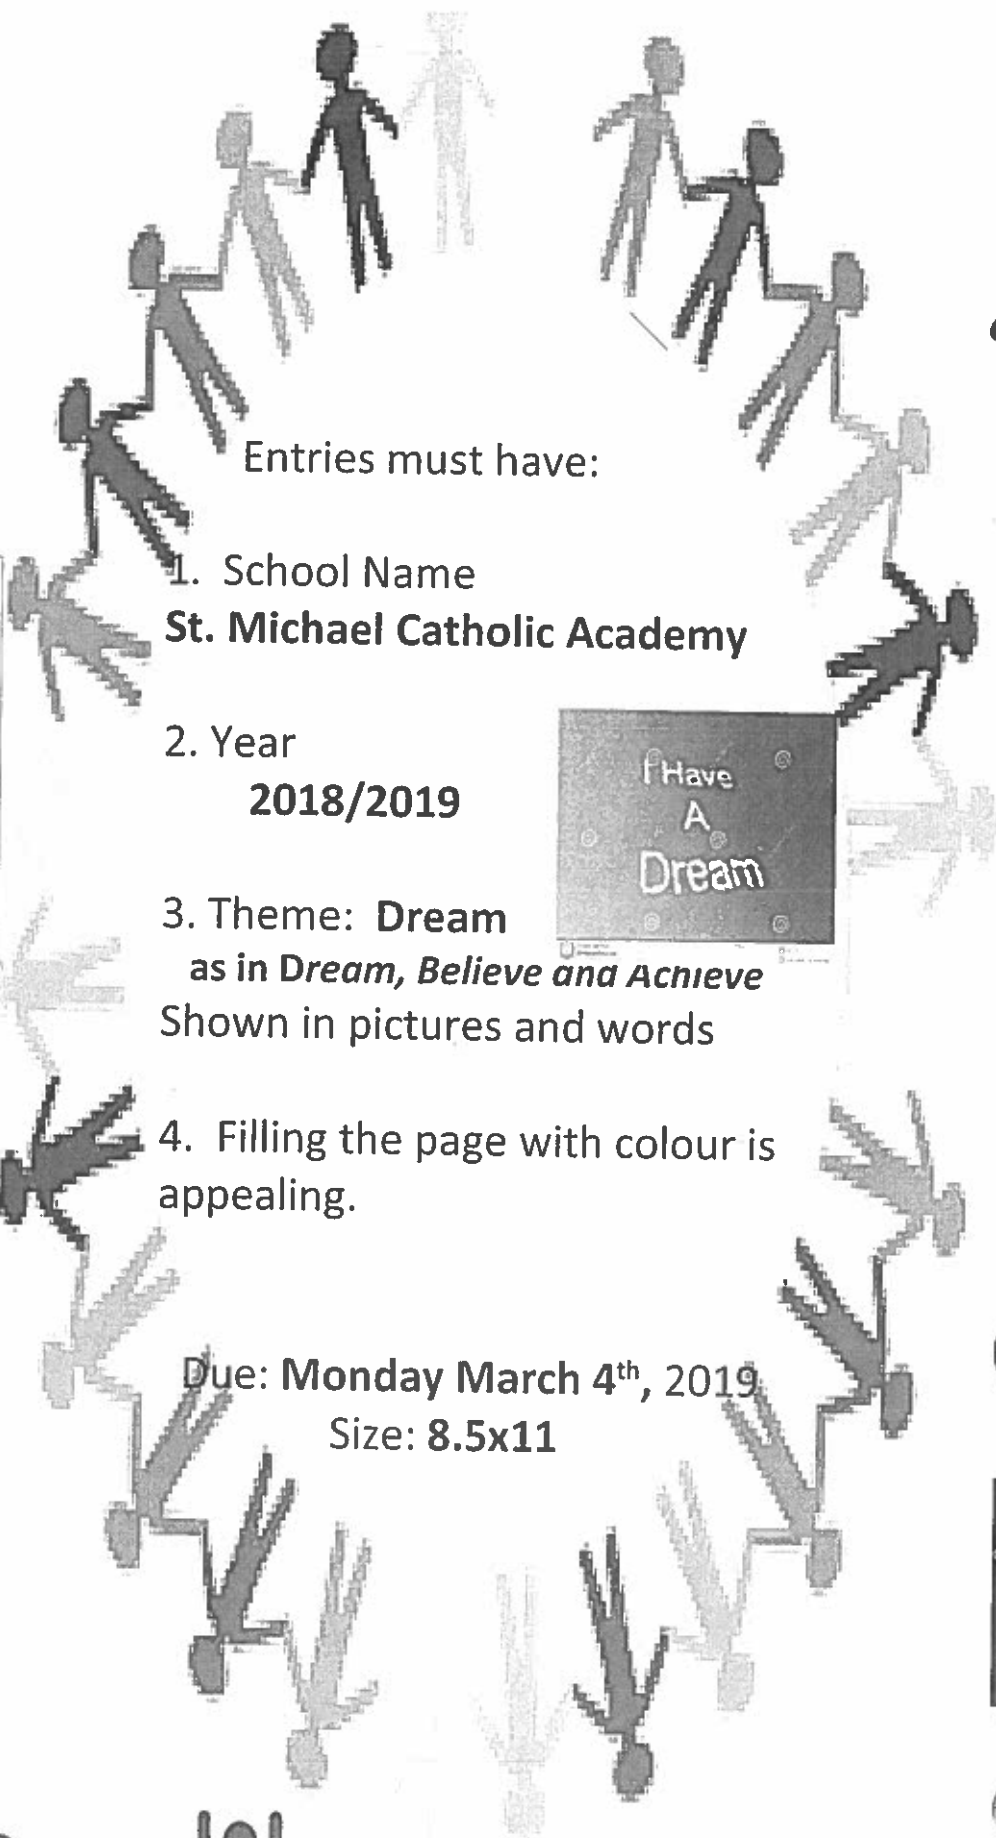 Entries must have:
1. School Name
St. Michael Catholic Academy
2. Year
2018/2019
I Have
A
Dream
3. Theme: Dream
as in Dream, Believe and Achieve
Shown in pictures and words
4. Filling the page with colour is
appealing.
Due: Monday March 4th, 2019
Size: 8.5x11